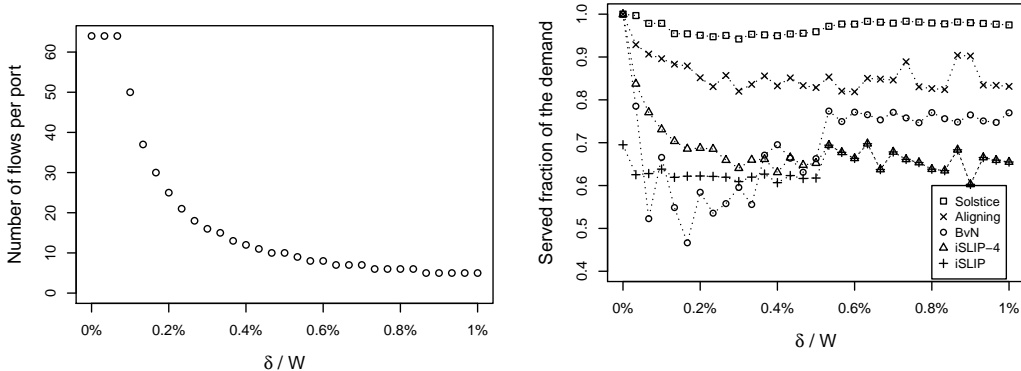 Number of flows per port
60
50
40
30
20
10
0
0%
0.2%
0.4%
0.6%
0.8%
1%
δ / W
Served fraction of the demand
1.0
0.9
0.8
0.7
0.6
0.5
0.4
Solstice
Aligning
BvN
iSLIP−4
iSLIP
0%
0.2%
0.4%
0.6%
0.8%
1%
δ / W